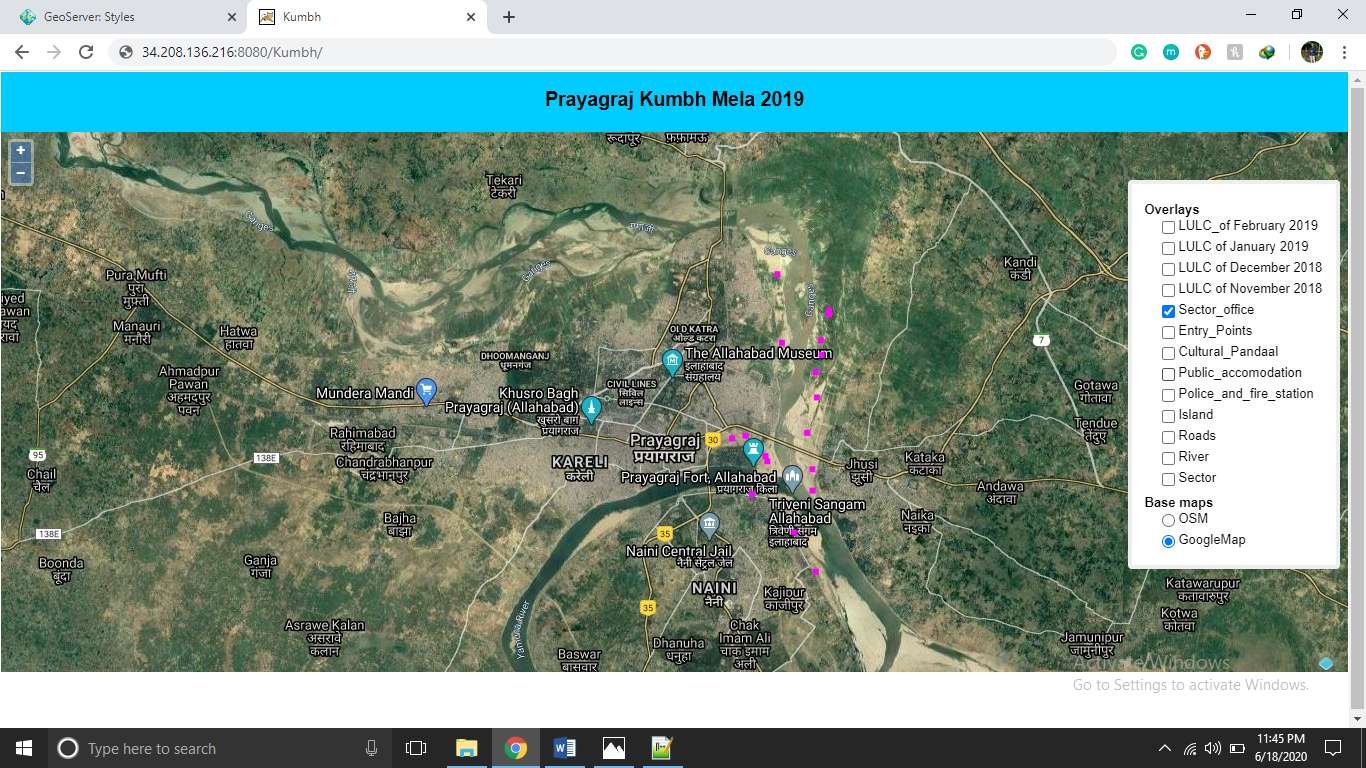 GeoServer: Styles
Kumbh
34.208.136.216:8080/Kumbh/
Prayagraj Kumbh Mela 2019
+
−
रूदापूर
फ़फ़ामऊ
Tekari
टेकरी
Ganges
गंगा
Ganges
Ganges
Ganges
Kandi
कंडी
Pura Mufti
पुरा
मुफ़्ती
Manauri
मनौरी
Hatwa
हातवा
OLD KATRA
ओल्ड कटरा
7
The Allahabad Museum
इलाहाबाद
संग्रहालय
DHOOMANGANJ
धूमनगंज
Ahmadpur
Pawan
अहमदपुर
पवन
CIVIL LINES
सिविल
लाइन्स
Mundera Mandi
Khusro Bagh
Prayagraj (Allahabad)
खुसरो बाग
प्रयागराज
Gotawa
गोतावा
Tendue
तेंदुए
Rahimabad
रहिमाबाद
Prayagraj
प्रयागराज
30
95
138E
Chandrabhanpur
चंद्रभानपुर
KARELI
करेली
Chail
चैल
Jhusi
झूसी
Kataka
कटाका
Prayagraj Fort, Allahabad
प्रयागराज किला
Andawa
अंदावा
Triveni Sangam
Allahabad
त्रिवेणी संगम
इलाहाबाद
Naika
नइका
Bajha
बाझा
138E
35
Naini Central Jail
नैनी सेंट्रल जेल
Boonda
बूंदा
Ganja
गंजा
NAINI
नैनी
Kajipur
काजीपुर
35
Katawarupur
कतावारुपुर
Kotwa
कोतवा
Asrawe Kalan
असरावे
कलान
Yamuna River
Chak
Imam Ali
चाक इमाम
अली
Dhanuha
धनुहा
Jamunipur
जामुनीपुर
Baswar
बासवार
Overlays
LULC_of February 2019
LULC of January 2019
LULC of December 2018
LULC of November 2018
Sector_office
Entry_Points
Cultural_Pandaal
Public_accomodation
Police_and_fire_station
Island
Roads
River
Sector
Base maps
OSM
GoogleMap
Activate Windows
Go to Settings to activate Windows.
Type here to search
11:45 PM
6/18/2020